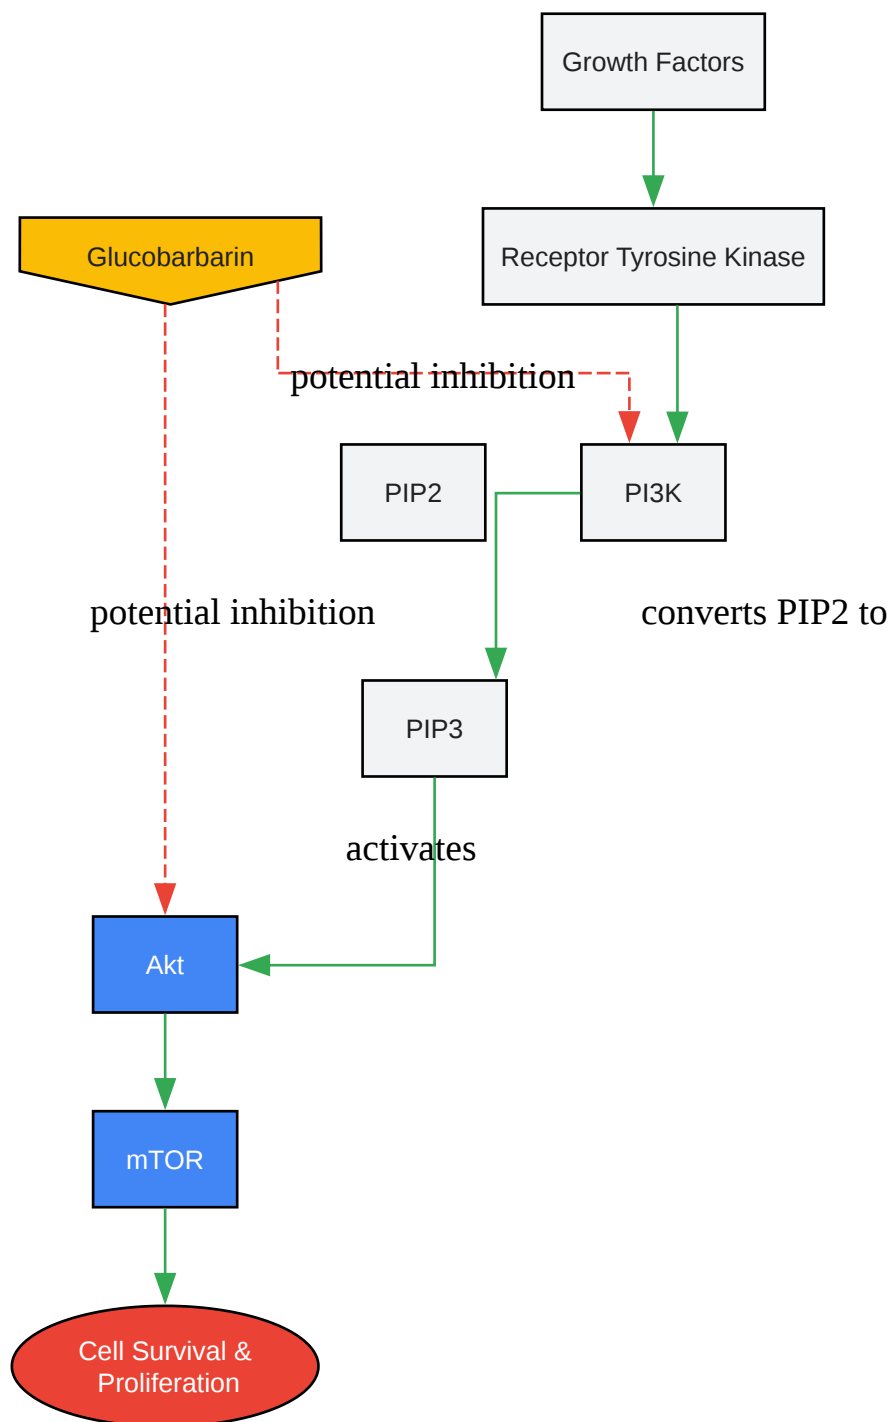 Growth Factors
Glucobarbarin
Receptor Tyrosine Kinase
potential inhibition
PIP2
PI3K
potential inhibition
converts PIP2 to
PIP3
activates
Akt
mTOR
Cell Survival &
Proliferation